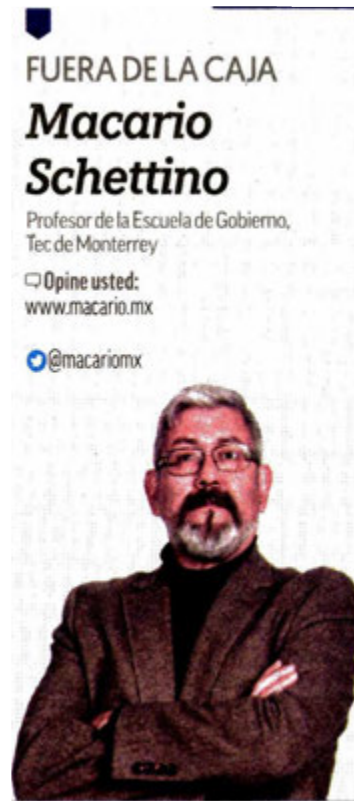 FUERA DE LA CAJA
Macario
Schettino
Profesor de la Escuela de Gobierno,
Tec de Monterrey
Opine usted:
www.macario.mx
@macariomx